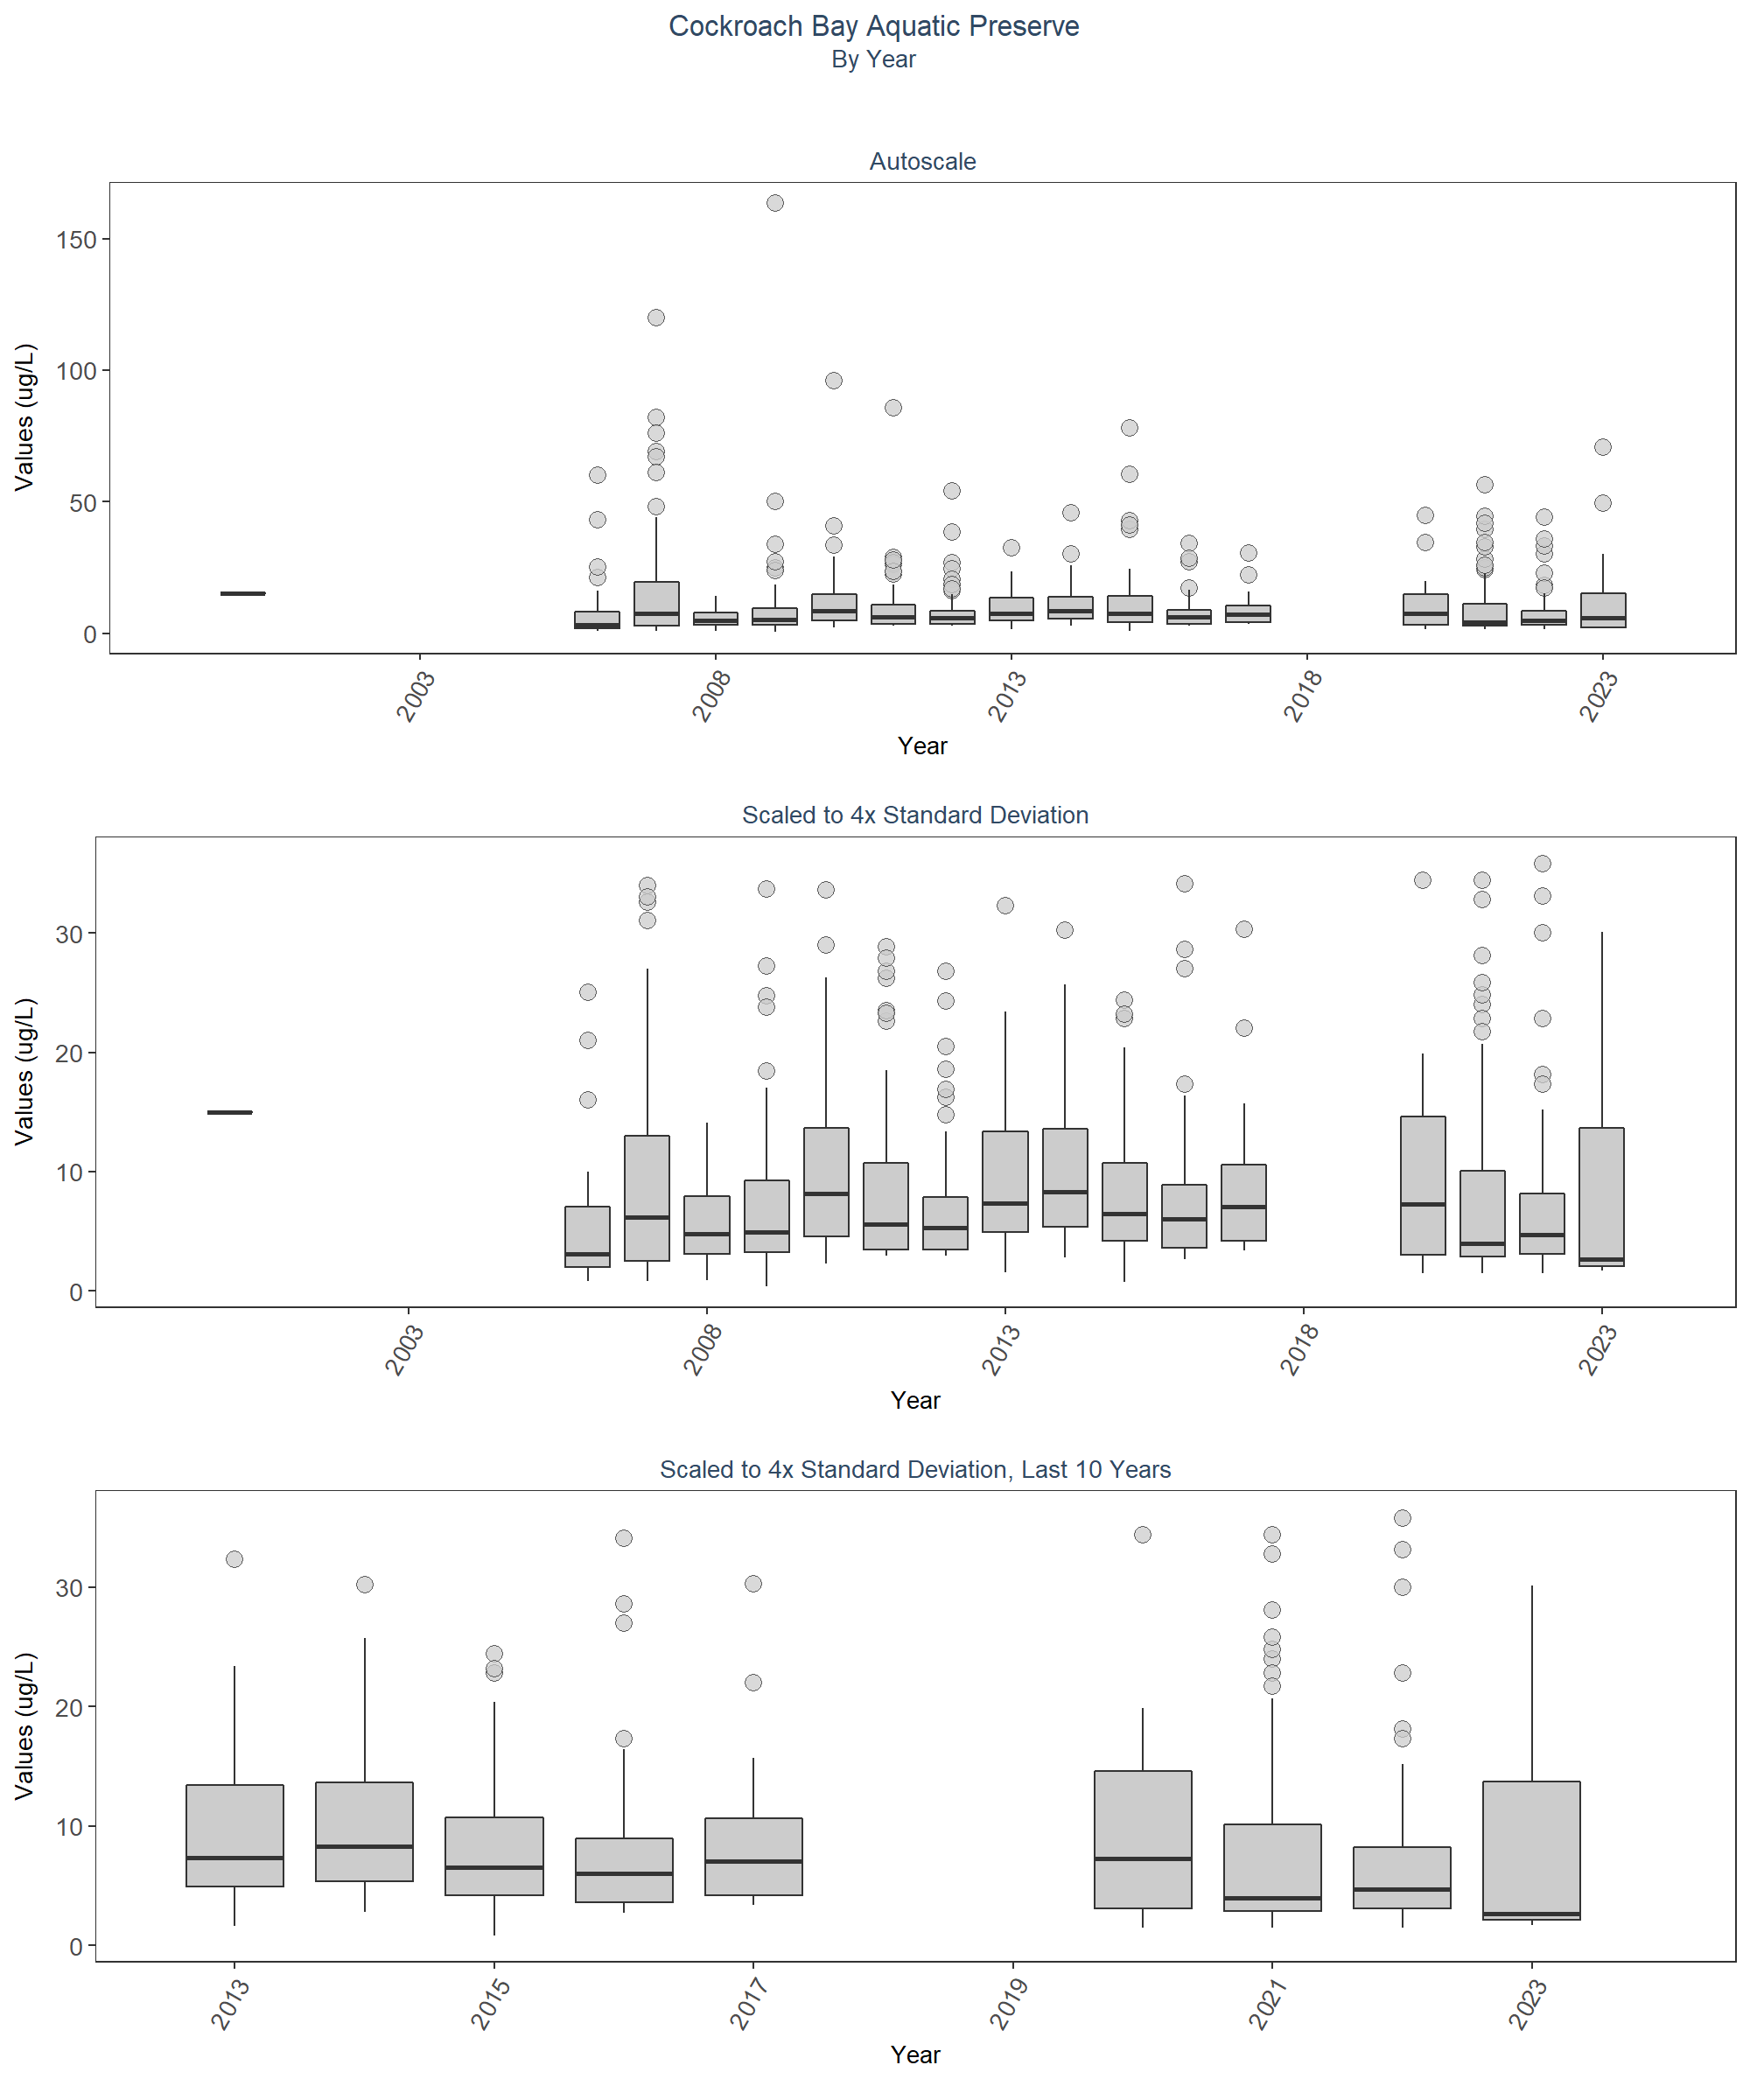 Cockroach Bay Aquatic Preserve
By Year
Autoscale
Values (ug/L)
150
100
50
0
2003
2008
2013
2018
2023
Year
Scaled to 4x Standard Deviation
Values (ug/L)
30
20
10
0
2003
2008
2013
2018
2023
Year
Scaled to 4x Standard Deviation, Last 10 Years
Values (ug/L)
30
20
10
0
2013
2015
2017
2019
2021
2023
Year